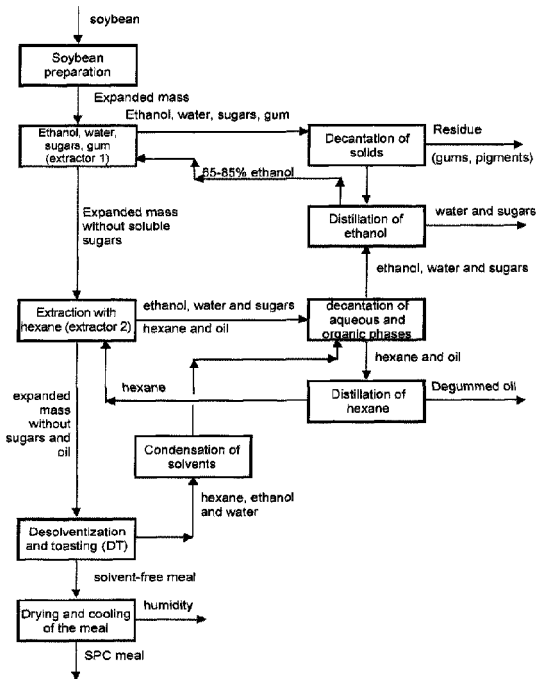 soybean
Soybean
preparation
Expanded mass
Ethanol, water, sugars, gum
Ethanol, water,
sugars, gum
(extractor 1)
Decantation of
solids
Residue
(gums, pigments)
65-85% ethanol
Distillation of
ethanol
water and sugars
Expanded mass
without soluble
sugars
ethanol, water and sugars
Extraction with
hexane (extractor 2)
ethanol, water and sugars
hexane and oil
decantation of
aqueous and
organic phases
hexane and oil
hexane
Distillation of
hexane
Degummed oil
expanded
mass
without
sugars and
oil
Condensation of
solvents
hexane, ethanol
and water
Desolventization
and toasting (DT)
solvent-free meal
Drying and cooling
of the meal
humidity
SPC meal